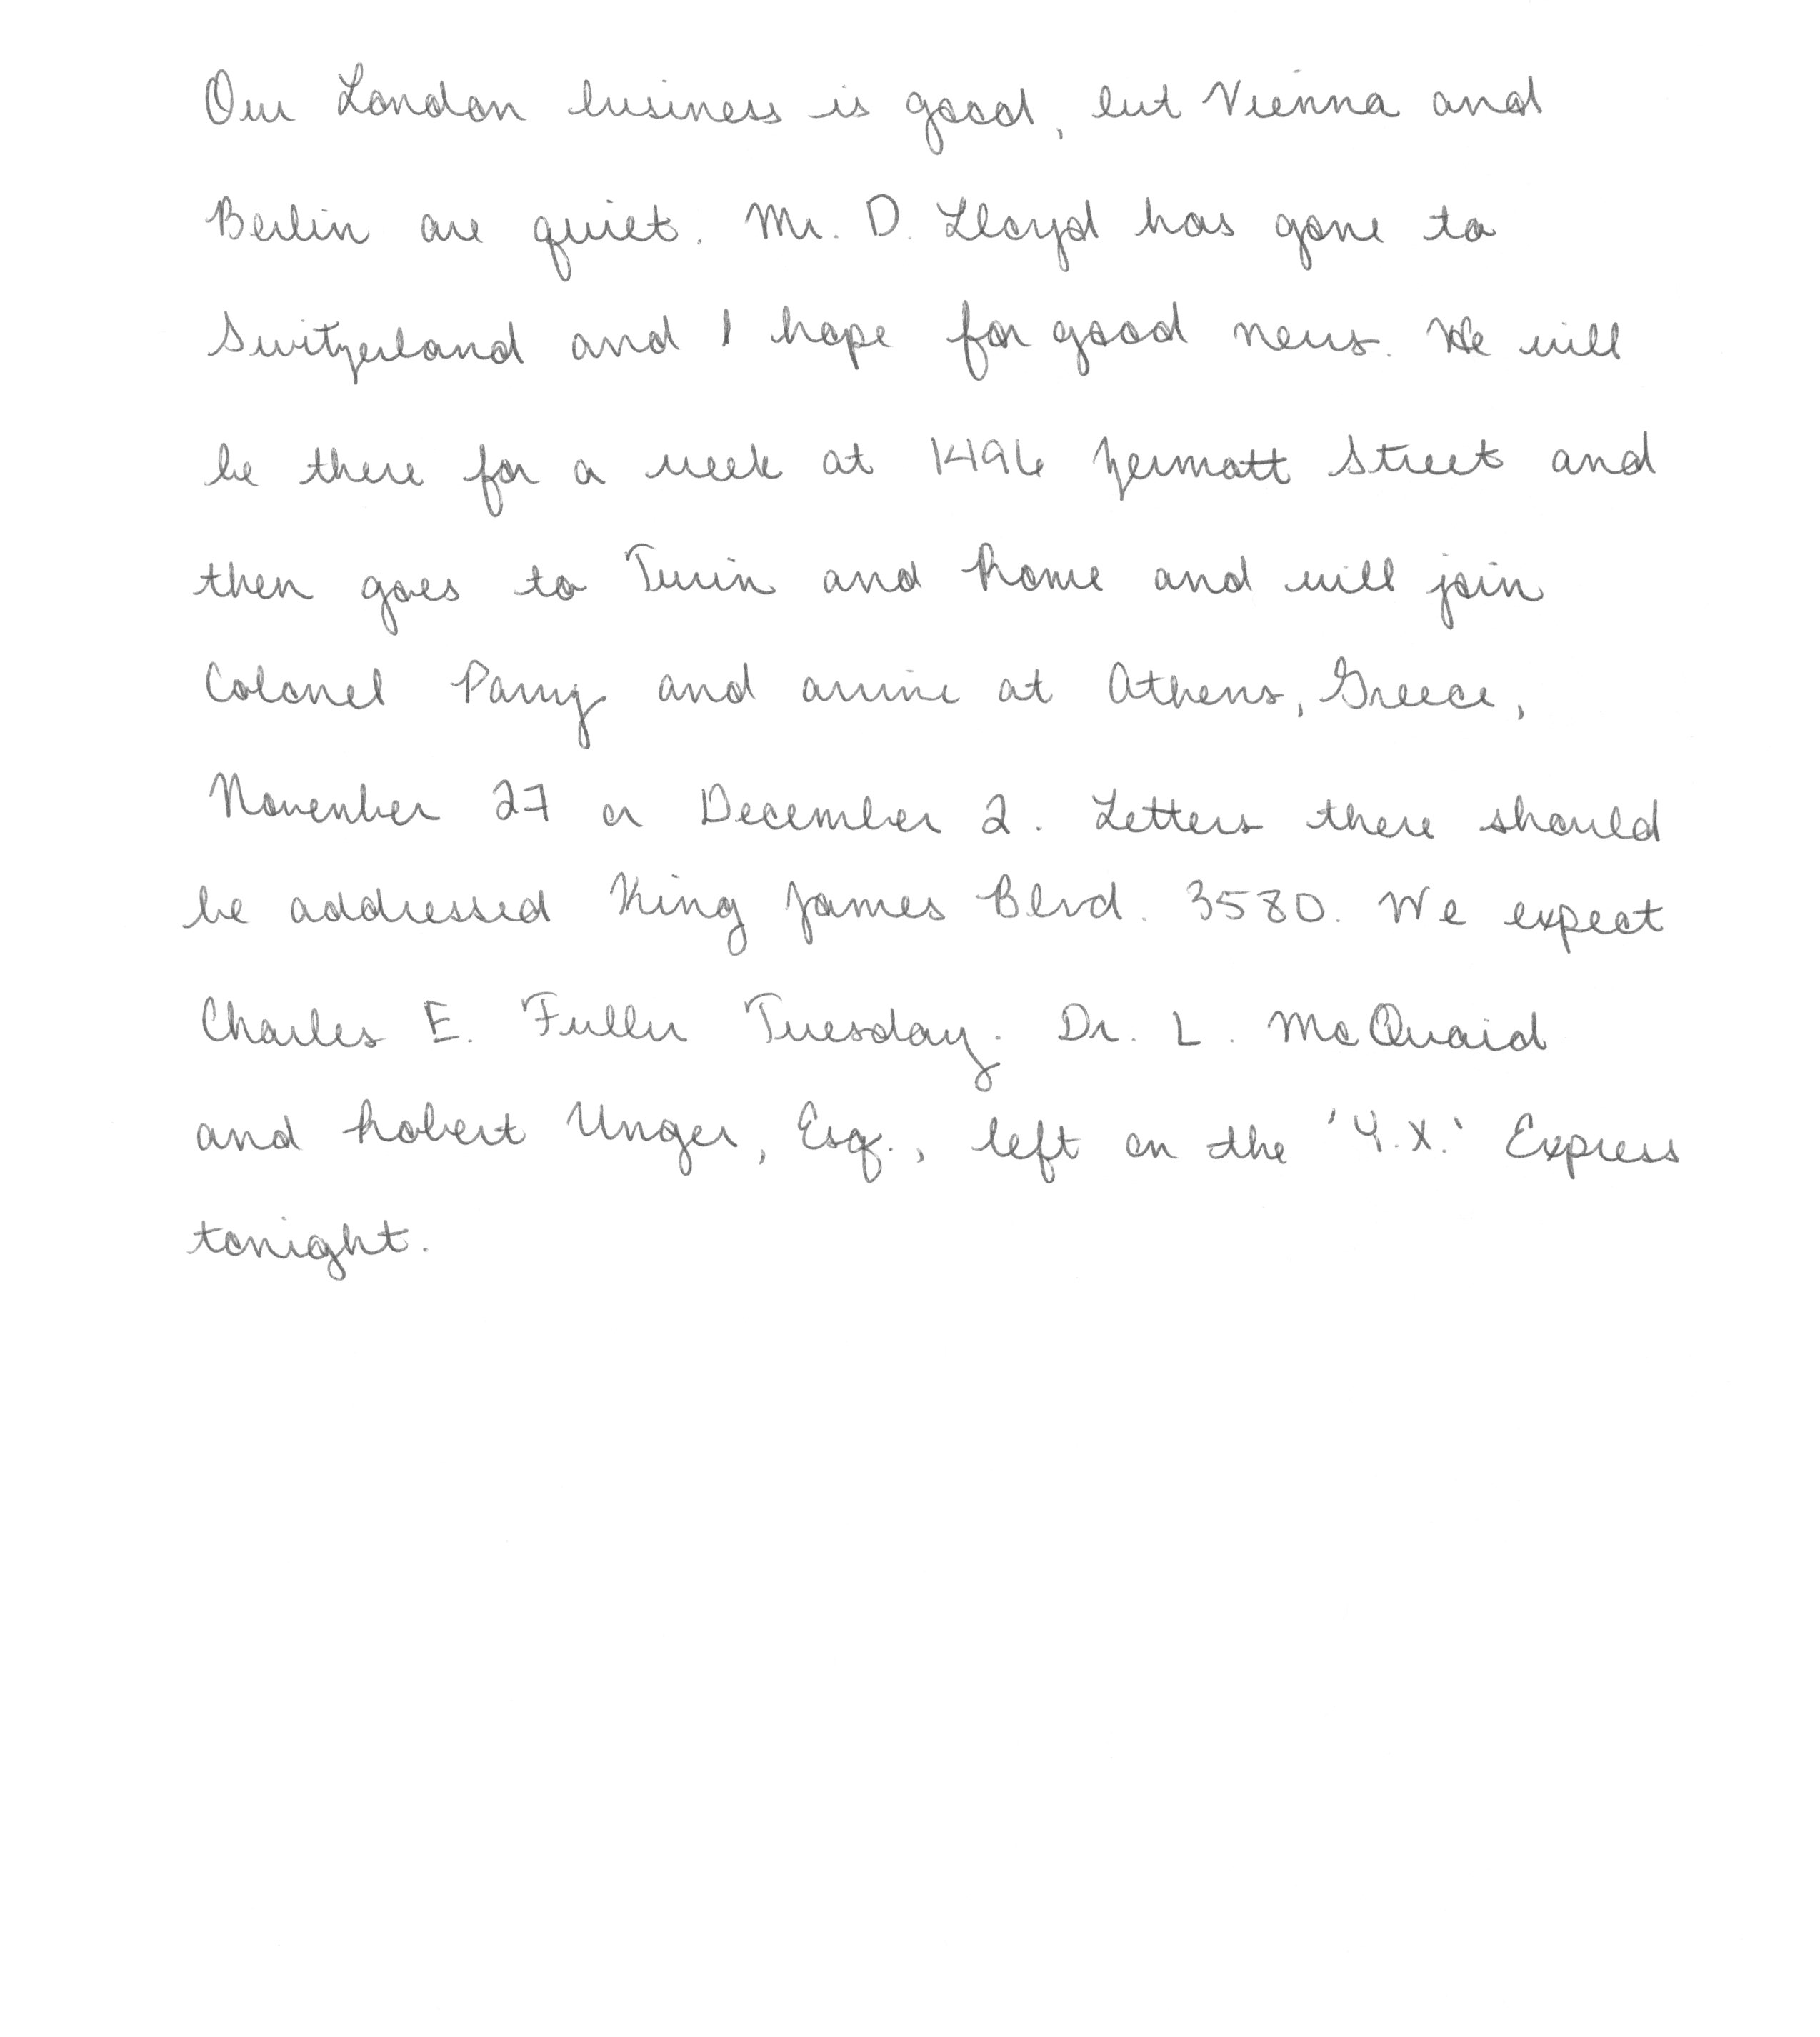 Our London business is good, but Vienna and
Berlin are quiet. Mr. D. Lloyd has gone to
Switzerland and I hope for good news. He will
be there for a week at 1496 Zermott Street and
then goes to Turin and Rome and will join
Colonel Parry and arrive at Athens, Greece,
November 27 or December 2. Letters there should
be addressed King James Blvd. 3580. We expect
Charles E. Fuller Tuesday. Dr. L. McQuaid
and Robert Unger, Esq., left on the 'Y.X.' Express
tonight.